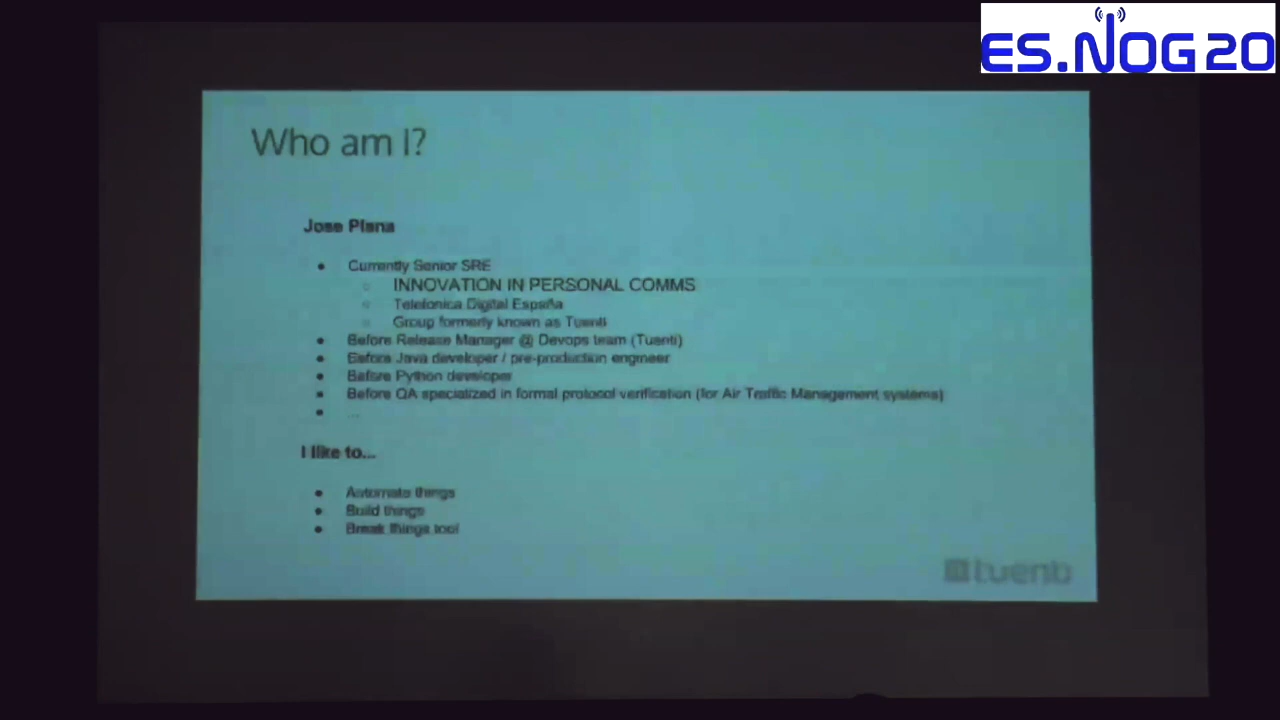 ES.NOG20
Who am I?
Jose Plana
Currently Senior SRE
INNOVATION IN PERSONAL COMMS
Telefonica Digital España
Group formerly known as Tuenti
Before Release Manager @ Devops team (Tuenti)
Before Java developer / pre-production engineer
Before Python developer
Before QA specialized in formal protocol verification (for Air Traffic Management systems)
...
I like to...
Automate things
Build things
Break things too!
tuenti